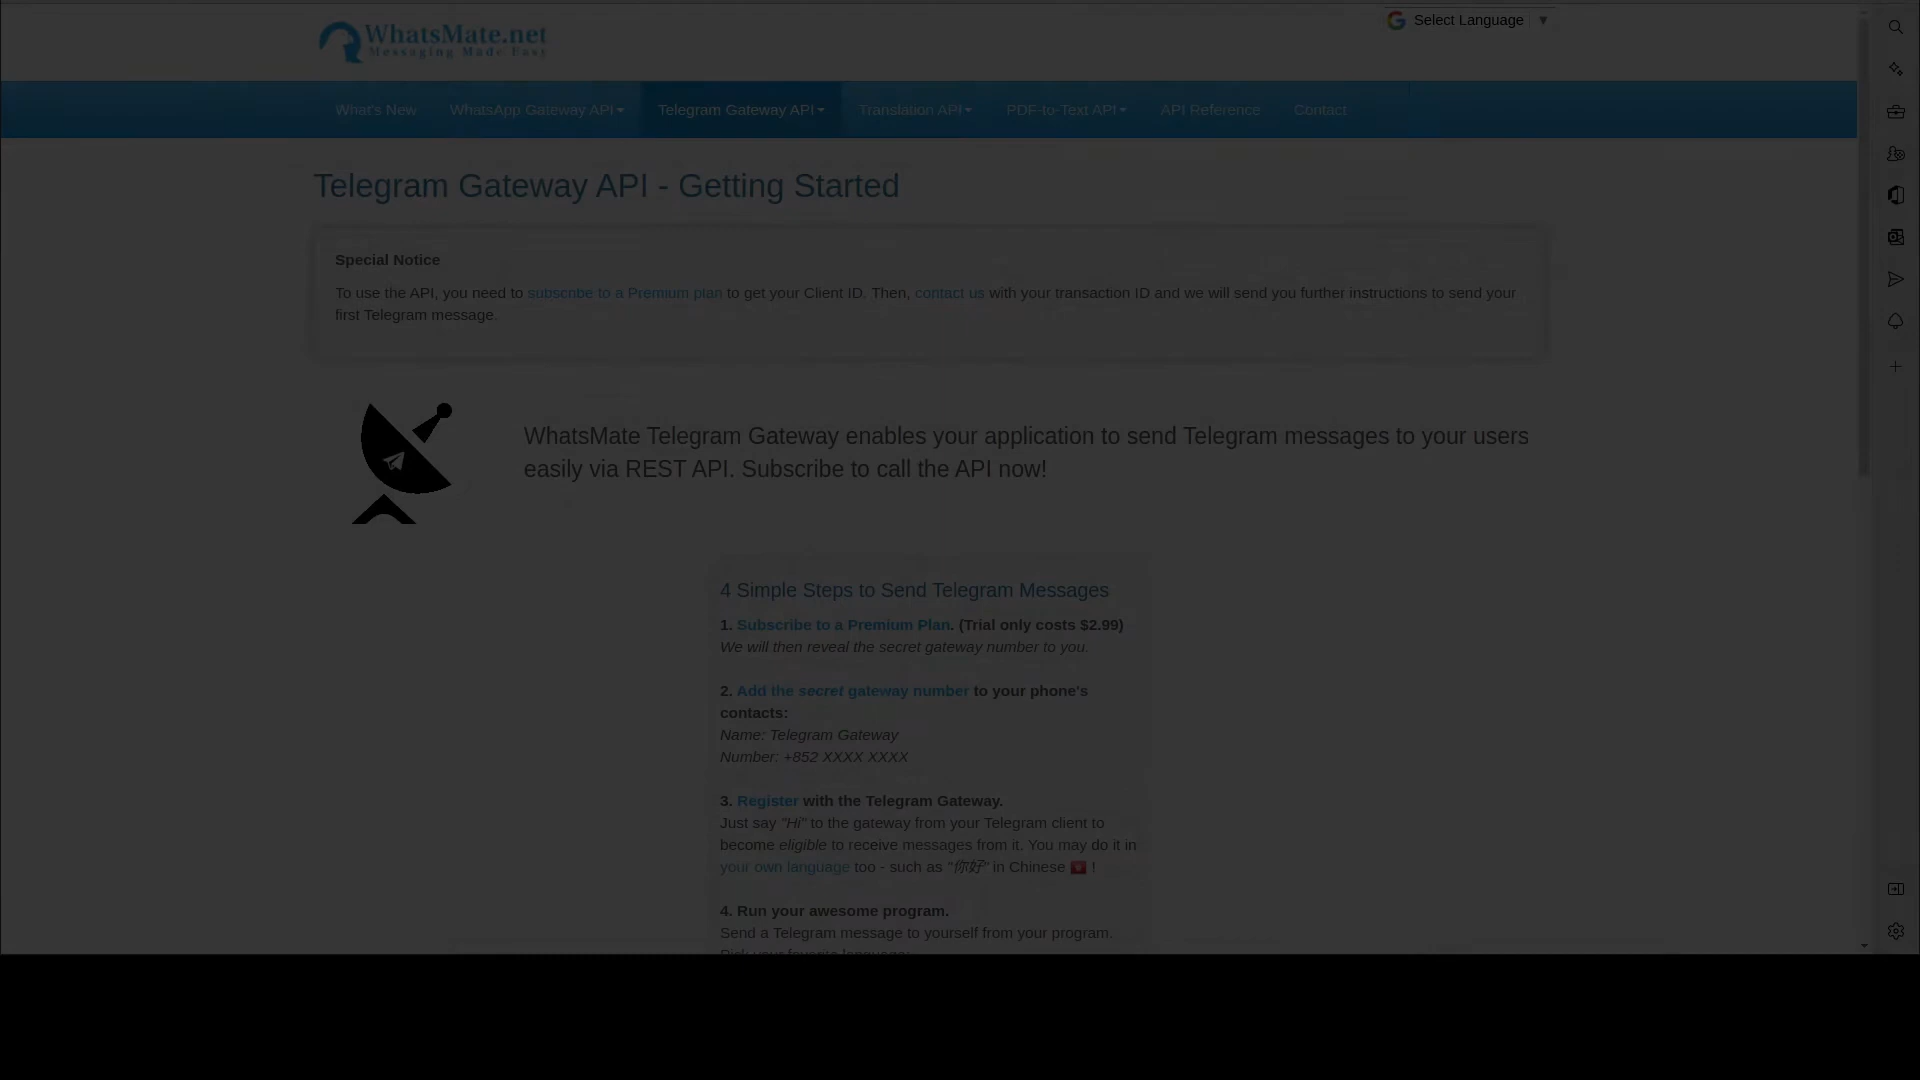 WhatsMate.net
Messaging Made Easy
Select Language ▼
What's New WhatsApp Gateway API Telegram Gateway API Translation API PDF-to-Text API API Reference Contact
Telegram Gateway API - Getting Started
Special Notice
To use the API, you need to subscribe to a Premium plan to get your Client ID. Then, contact us with your transaction ID and we will send you further instructions to send your
first Telegram message.
WhatsMate Telegram Gateway enables your application to send Telegram messages to your users
easily via REST API. Subscribe to call the API now!
4 Simple Steps to Send Telegram Messages
1. Subscribe to a Premium Plan. (Trial only costs $2.99)
We will then reveal the secret gateway number to you.
2. Add the secret gateway number to your phone's
contacts:
Name: Telegram Gateway
Number: +852 XXXX XXXX
3. Register with the Telegram Gateway.
Just say "Hi" to the gateway from your Telegram client to
become eligible to receive messages from it. You may do it in
your own language too - such as "你好" in Chinese !
4. Run your awesome program.
Send a Telegram message to yourself from your program.
Pick your favorite language: